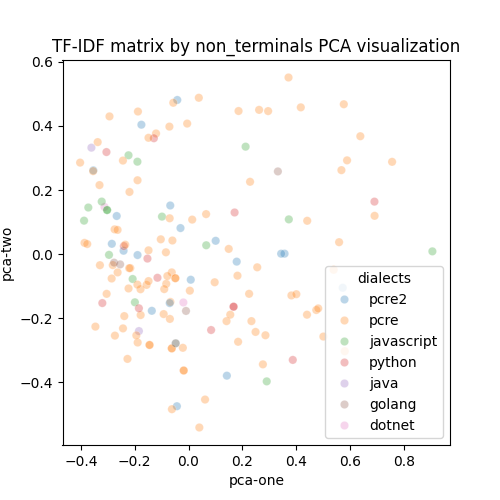 TF-IDF matrix by non_terminals PCA visualization
0.6
0.4
0.2
0.0
−0.2
−0.4
pca-two
dialects
pcre2
pcre
javascript
python
java
golang
dotnet
−0.4 −0.2 0.0 0.2 0.4 0.6 0.8
pca-one